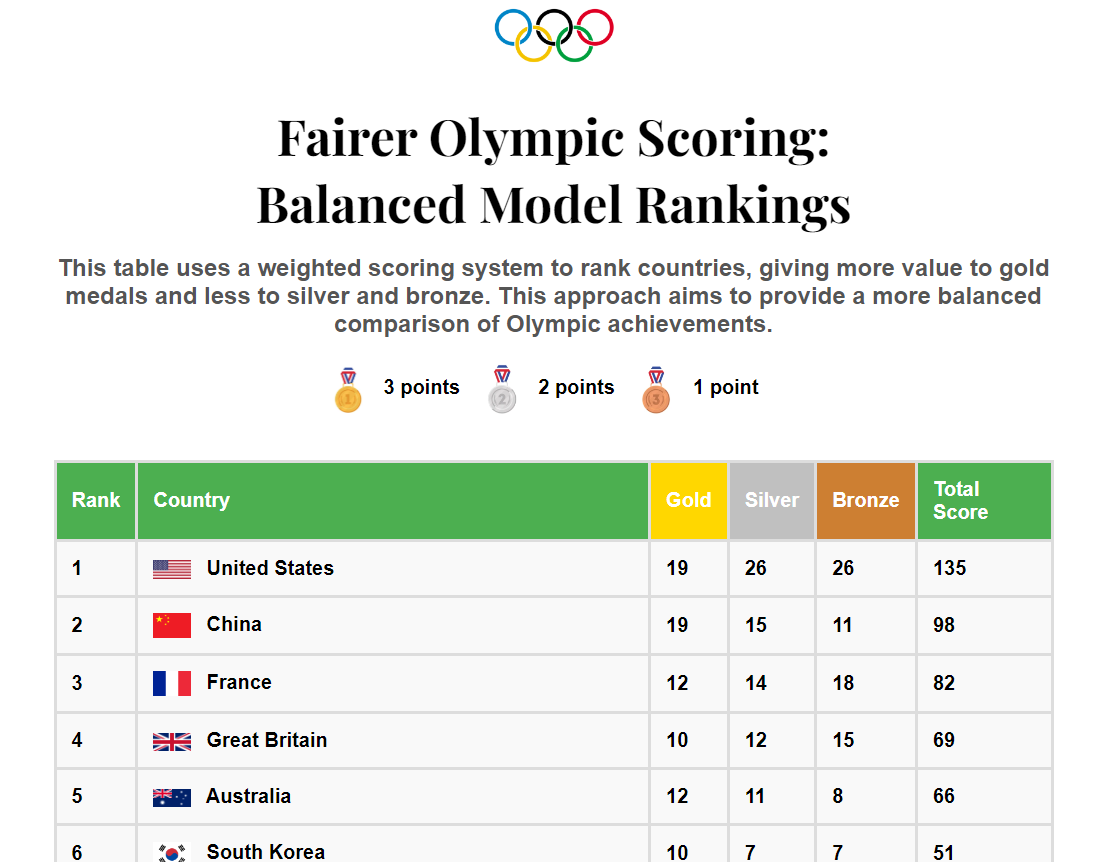 Fairer Olympic Scoring:
Balanced Model Rankings
This table uses a weighted scoring system to rank countries, giving more value to gold
medals and less to silver and bronze. This approach aims to provide a more balanced
comparison of Olympic achievements.
1 3 points 2 2 points 3 1 point
Rank Country Gold Silver Bronze Total Score
1 United States 19 26 26 135
2 China 19 15 11 98
3 France 12 14 18 82
4 Great Britain 10 12 15 69
5 Australia 12 11 8 66
6 South Korea 10 7 7 51